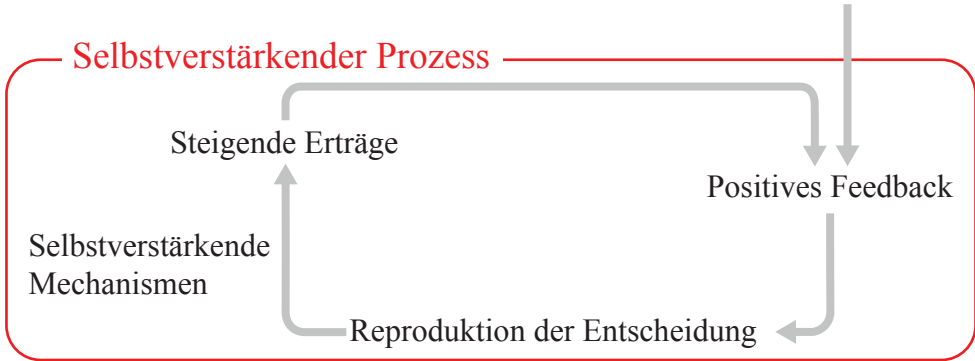 Selbstverstärkender Prozess
Steigende Erträge
Positives Feedback
Selbstverstärkende
Mechanismen
Reproduktion der Entscheidung